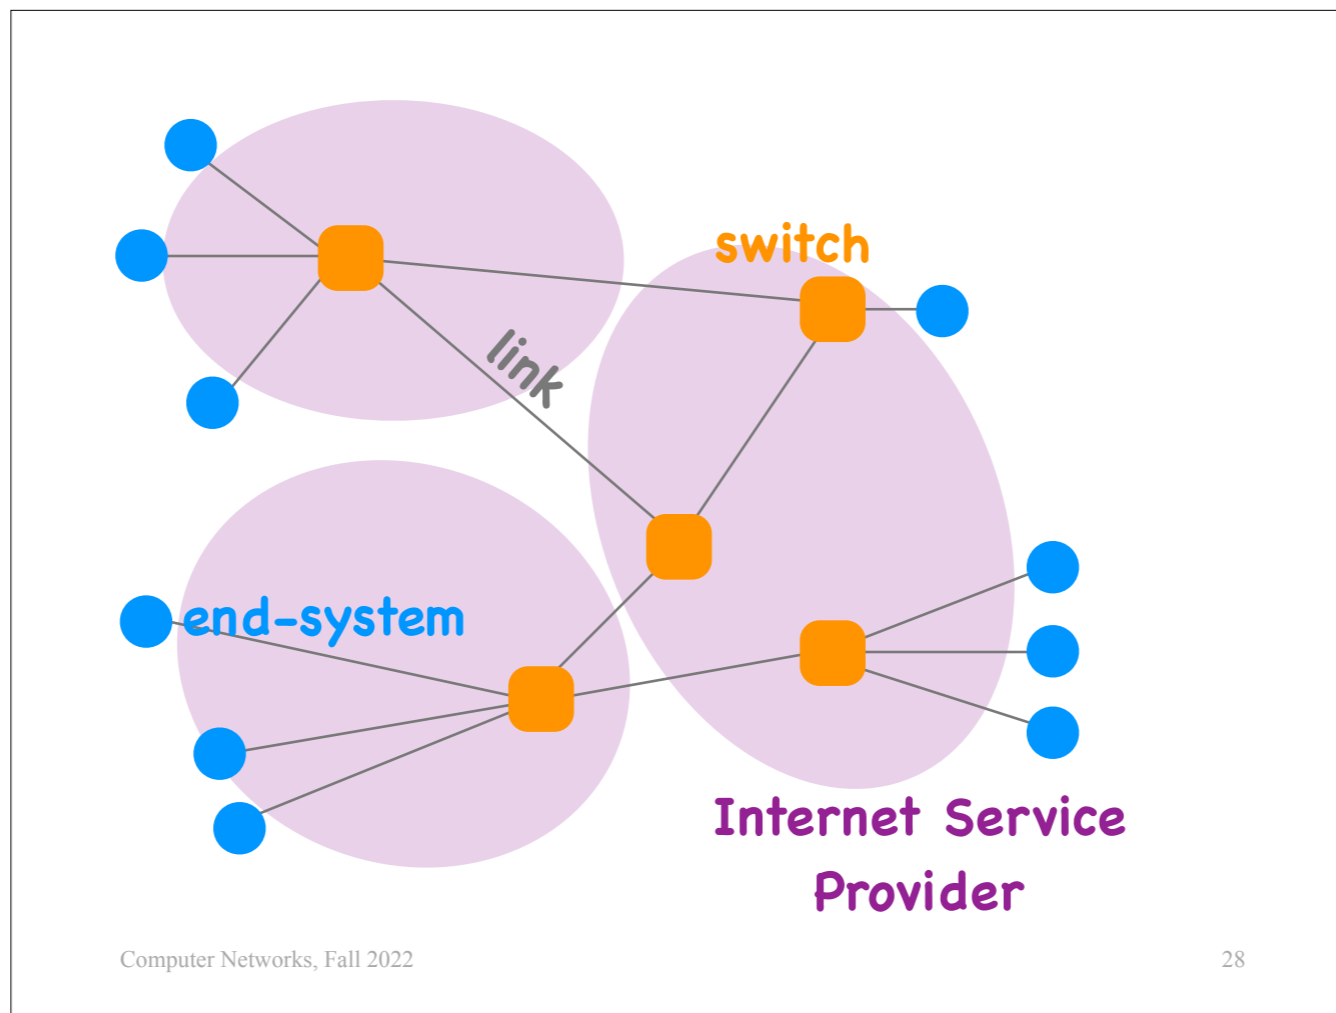 switch
link
end-system
Internet Service
Provider
Computer Networks, Fall 2022
28